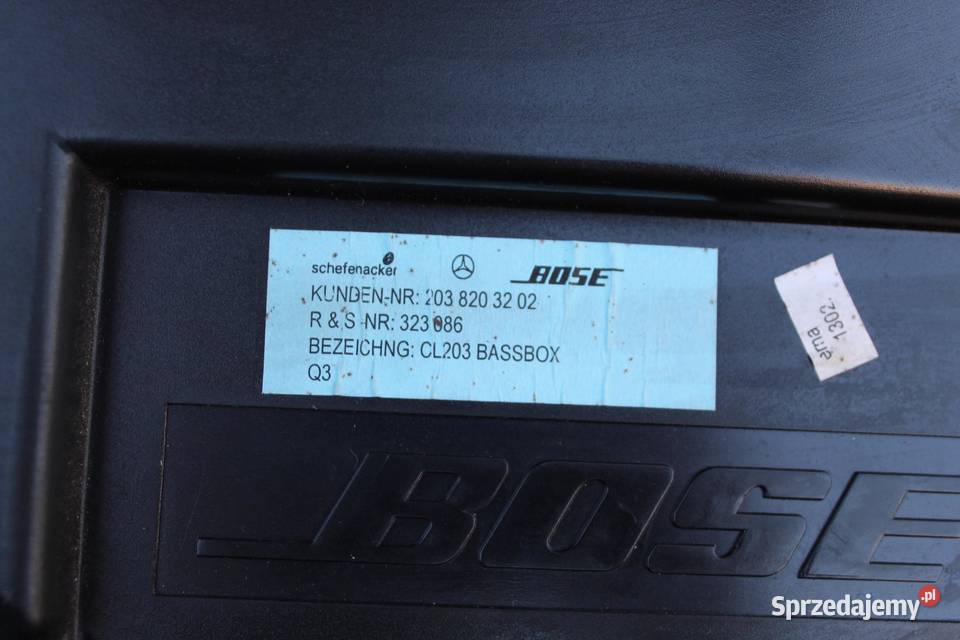 schefenacker BOSE
KUNDEN-NR: 203 820 32 02
R & S-NR: 323 086
BEZEICHNG: CL203 BASSBOX
Q3
ema
1302.
BOSE
Sprzedajemy.pl